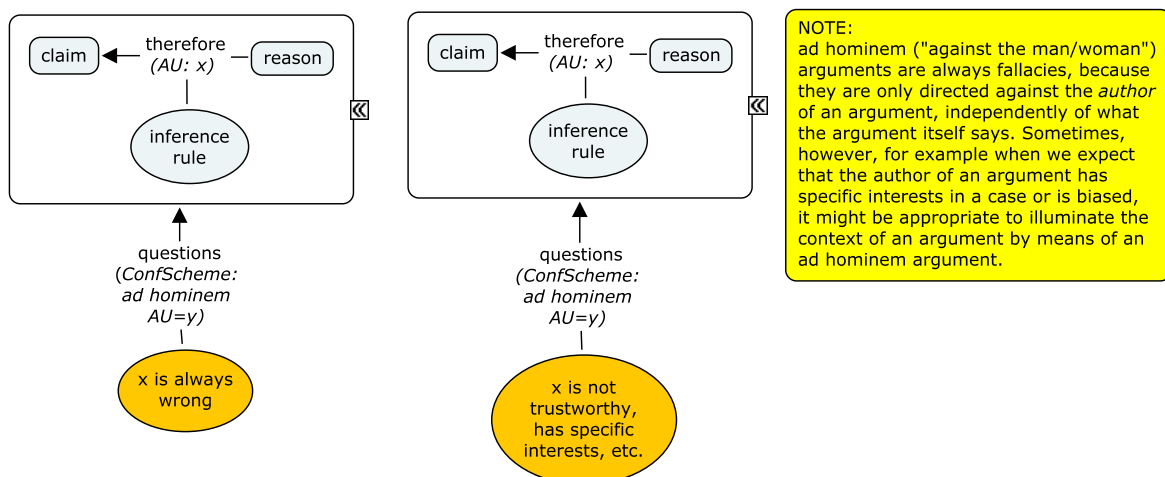 claim
therefore
(AU: x)
reason
inference
rule
questions
(ConfScheme:
ad hominem
AU=y)
x is always
wrong
claim
therefore
(AU: x)
reason
inference
rule
questions
(ConfScheme:
ad hominem
AU=y)
x is not
trustworthy,
has specific
interests, etc.
NOTE:
ad hominem ("against the man/woman")
arguments are always fallacies, because
they are only directed against the author
of an argument, independently of what
the argument itself says. Sometimes,
however, for example when we expect
that the author of an argument has
specific interests in a case or is biased,
it might be appropriate to illuminate the
context of an argument by means of an
ad hominem argument.